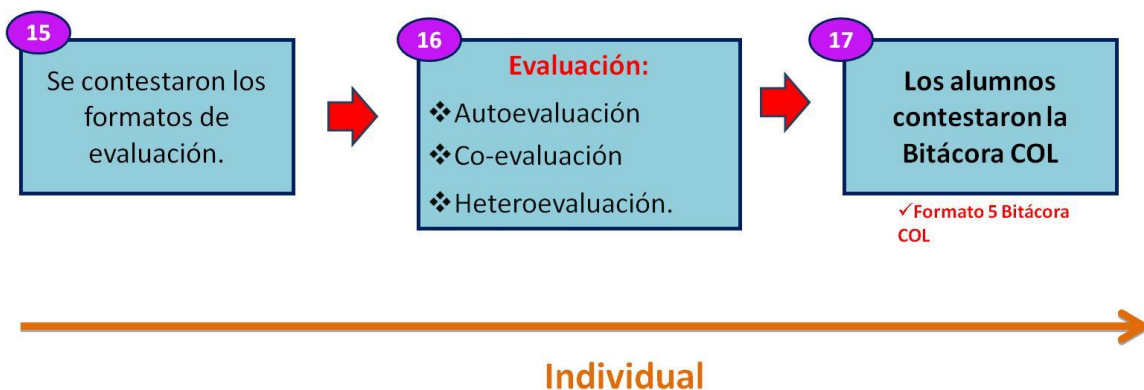 15
Se contestaron los
formatos de
evaluación.
16
Evaluación:
❖Autoevaluación
❖Co-evaluación
❖Heteroevaluación.
17
Los alumnos
contestaron la
Bitácora COL
✓Formato 5 Bitácora
COL
Individual